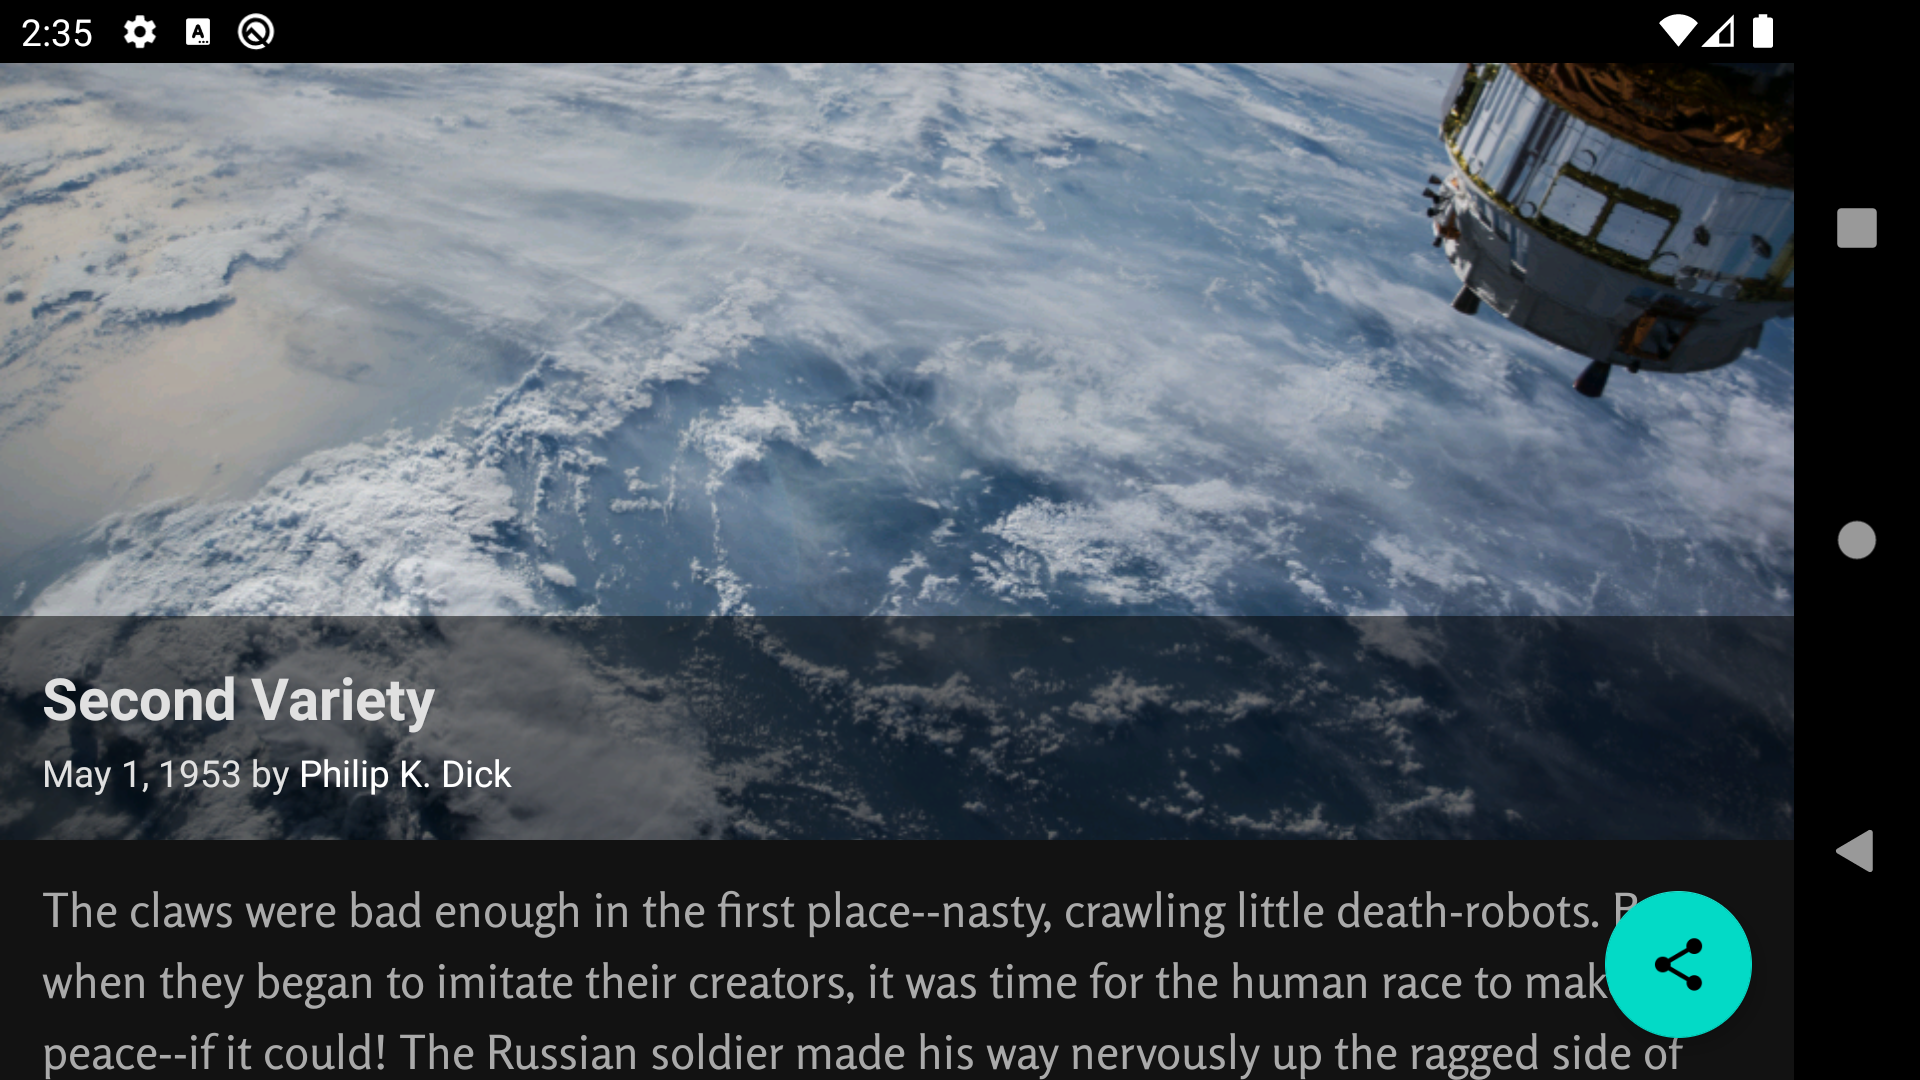 2:35
Second Variety
May 1, 1953 by Philip K. Dick
The claws were bad enough in the first place--nasty, crawling little death-robots.
when they began to imitate their creators, it was time for the human race to
peace--if it could! The Russian soldier made his way nervously up the ragged side of